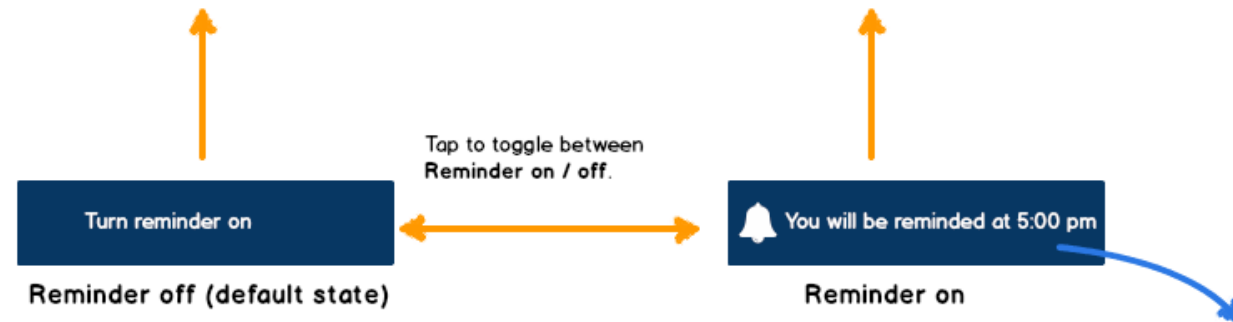 Tap to toggle between
Reminder on / off.
Turn reminder on
You will be reminded at 5:00 pm
Reminder off (default state)
Reminder on